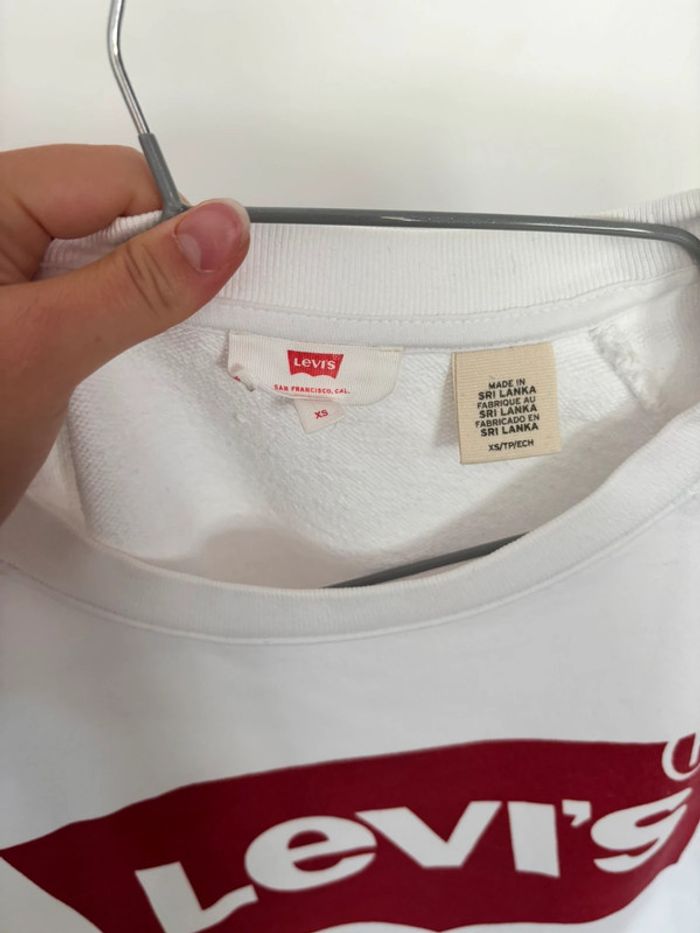 Levi's
SAN FRANCISCO, CAL.
XS
MADE IN
SRI LANKA
FABRIQUE AU
SRI LANKA
FABRICADO EN
SRI LANKA
XS/TP/ECH
Levi's